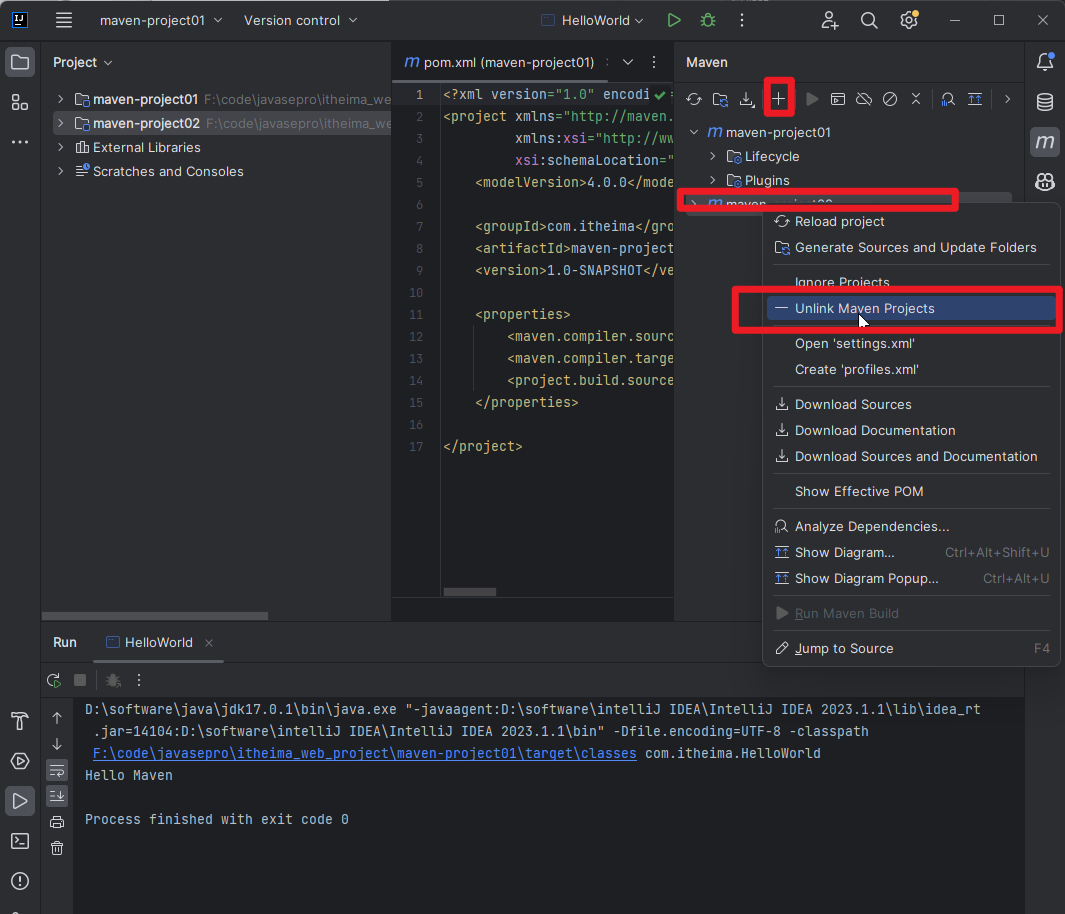 maven-project01
Version control
HelloWorld
Project
maven-project01 F:\code\javasepro\itheima_we
maven-project02 F:\code\javasepro\itheima_we
External Libraries
Scratches and Consoles
m pom.xml (maven-project01)
1 <?xml version="1.0" encodi
2 <project xmlns="http://maven.
3 xmlns:xsi="http://ww
4 xsi:schemaLocation="
5 <modelVersion>4.0.0</mode
6
7 <groupId>com.itheima</gro
8 <artifactId>maven-project
9 <version>1.0-SNAPSHOT</ve
10
11 <properties>
12 <maven.compiler.sourc
13 <maven.compiler.targe
14 <project.build.source
15 </properties>
16
17 </project>
Maven
m maven-project01
Lifecycle
Plugins
m maven-project02
Reload project
Generate Sources and Update Folders
Ignore Projects
Unlink Maven Projects
Open 'settings.xml'
Create 'profiles.xml'
Download Sources
Download Documentation
Download Sources and Documentation
Show Effective POM
Analyze Dependencies...
Show Diagram... Ctrl+Alt+Shift+U
Show Diagram Popup... Ctrl+Alt+U
Run Maven Build
Jump to Source F4
Run
HelloWorld
D:\software\java\jdk17.0.1\bin\java.exe "-javaagent:D:\software\intelliJ IDEA\IntelliJ IDEA 2023.1.1\lib\idea_rt
.jar=14104:D:\software\intelliJ IDEA\IntelliJ IDEA 2023.1.1\bin" -Dfile.encoding=UTF-8 -classpath
F:\code\javasepro\itheima_web_project\maven-project01\target\classes com.itheima.HelloWorld
Hello Maven
Process finished with exit code 0